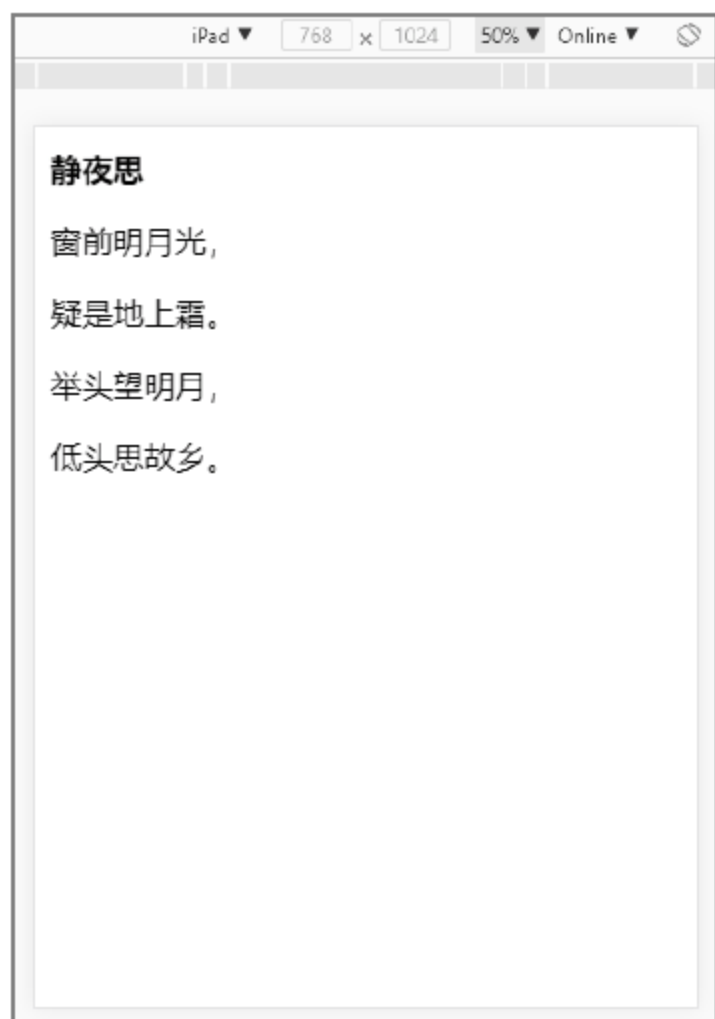 iPad ▼ 768 x 1024 50% ▼ Online ▼
静夜思
窗前明月光，
疑是地上霜。
举头望明月，
低头思故乡。